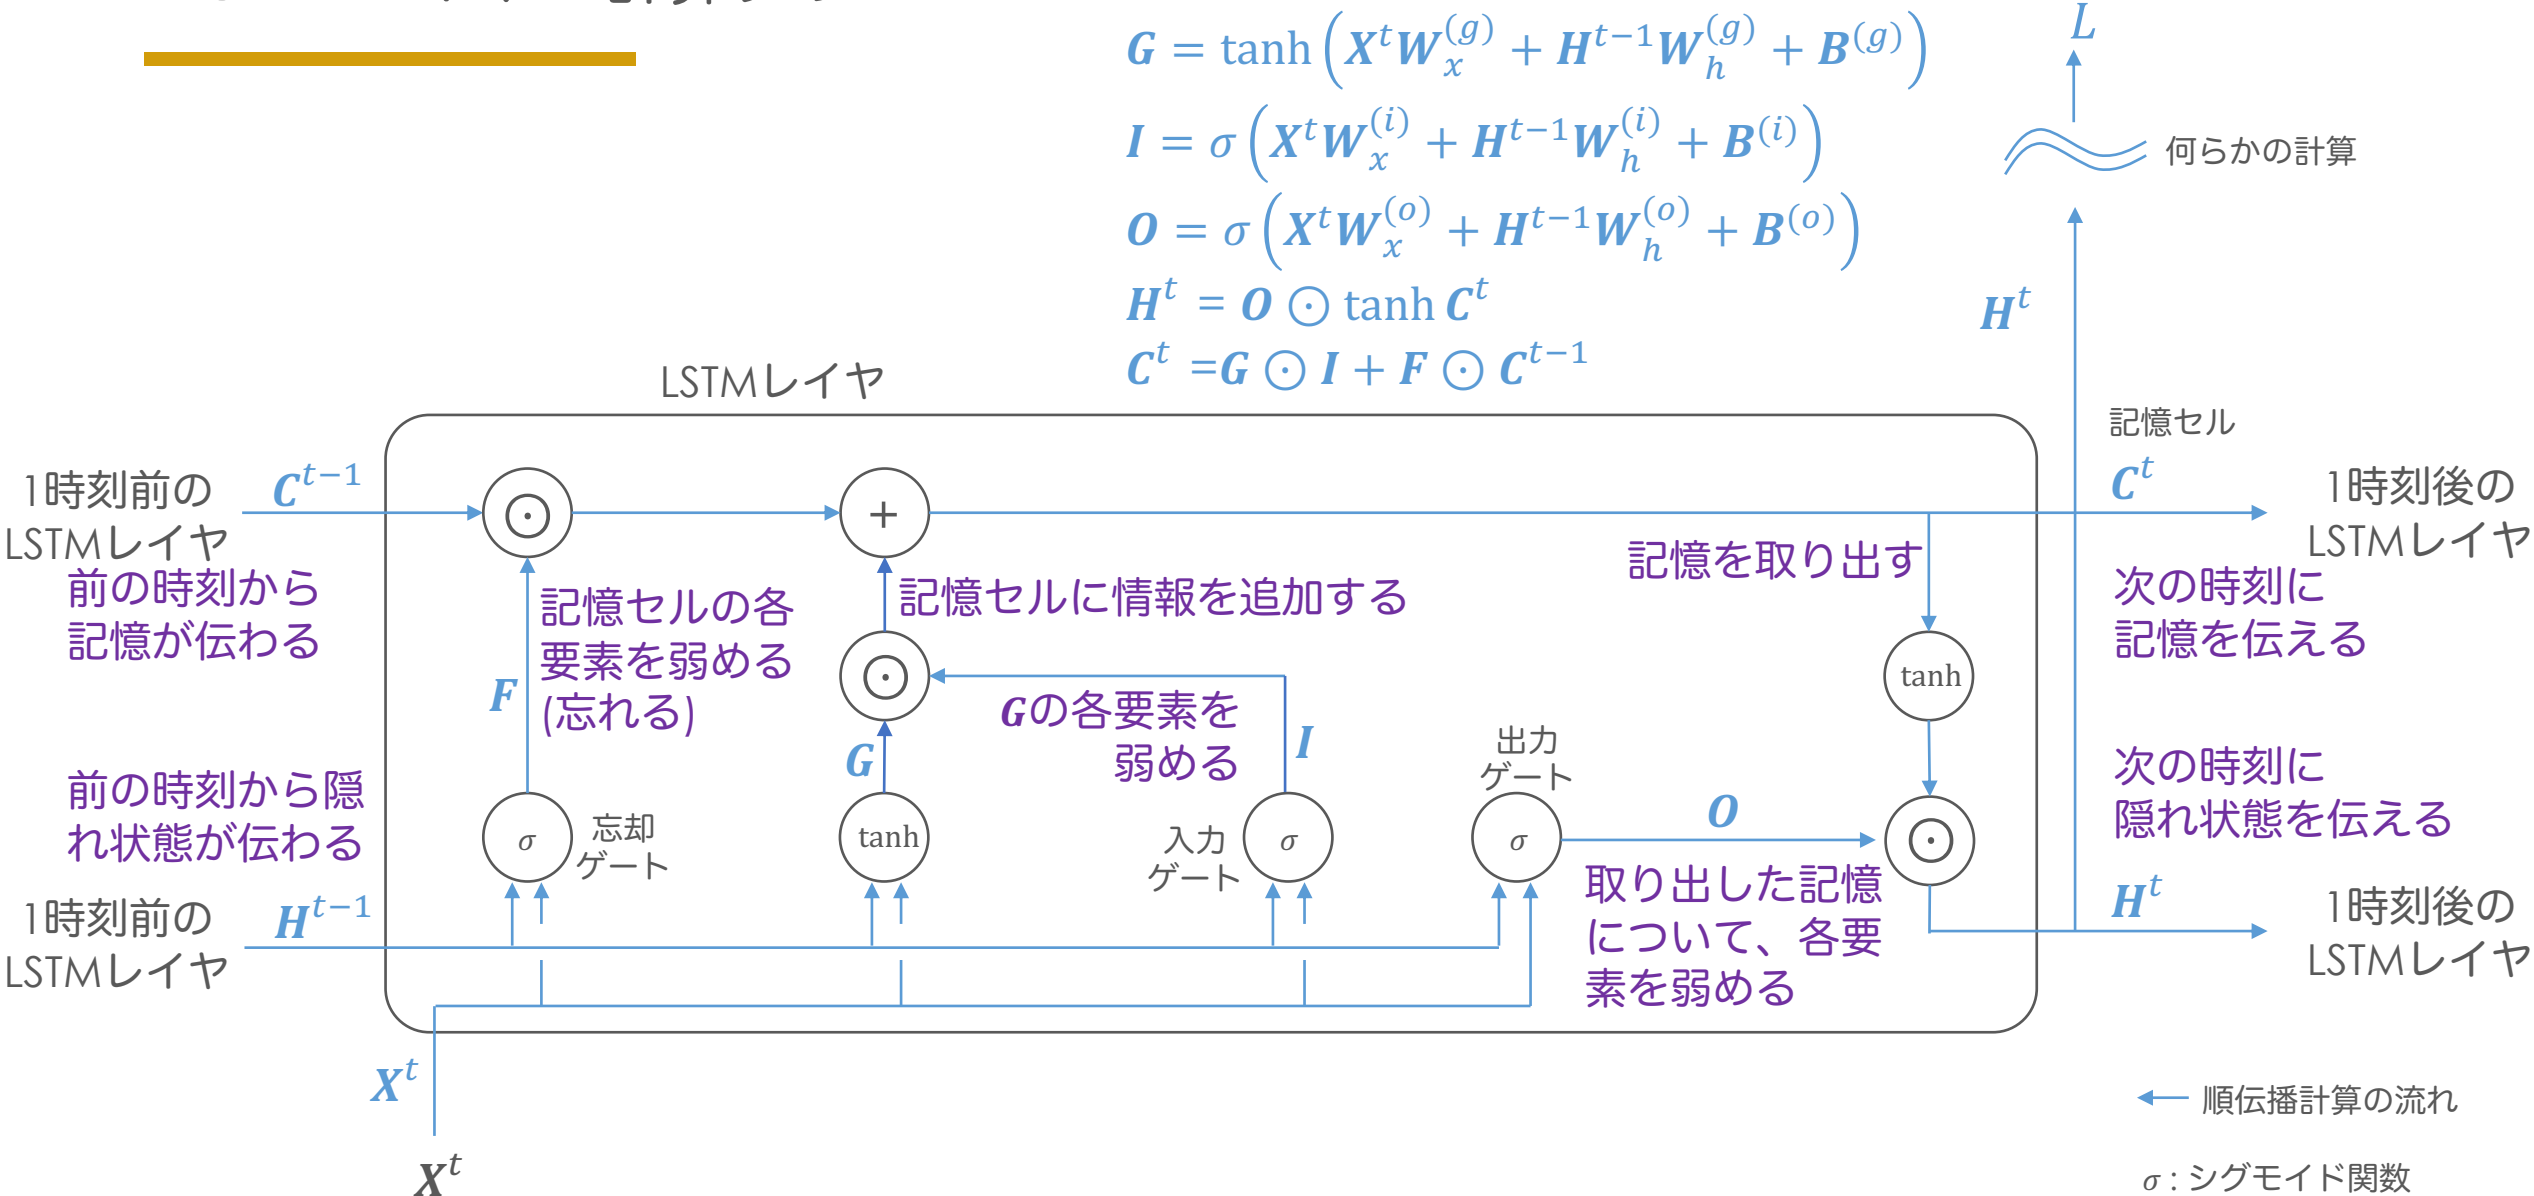 G = tanh(X^t W_x^(g) + H^{t−1} W_h^(g) + B^(g))
I = σ(X^t W_x^(i) + H^{t−1} W_h^(i) + B^(i))
O = σ(X^t W_x^(o) + H^{t−1} W_h^(o) + B^(o))
H^t = O ⊙ tanh C^t
C^t =G ⊙ I + F ⊙ C^{t−1}
L
何らかの計算
H^t
LSTMレイヤ
記憶セル
1時刻前の
LSTMレイヤ
C^{t−1}
⊙
+
C^t
1時刻後の
LSTMレイヤ
前の時刻から
記憶が伝わる
F
記憶セルの各
要素を弱める
(忘れる)
記憶セルに情報を追加する
記憶を取り出す
次の時刻に
記憶を伝える
⊙
tanh
Gの各要素を
弱める
G
I
出力
ゲート
O
前の時刻から隠
れ状態が伝わる
σ
忘却
ゲート
tanh
入力
ゲート
σ
σ
⊙
次の時刻に
隠れ状態を伝える
取り出した記憶
について、各要
素を弱める
1時刻前の
LSTMレイヤ
H^{t−1}
H^t
1時刻後の
LSTMレイヤ
X^t
X^t
順伝播計算の流れ
σ : シグモイド関数